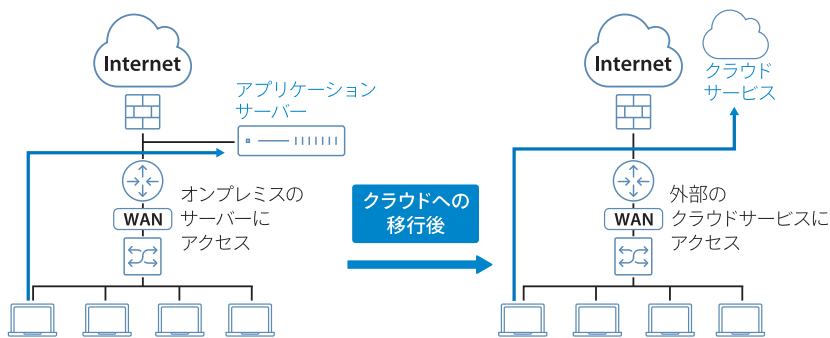 Internet
アプリケーション
サーバー
オンプレミスの
サーバーに
アクセス
WAN
クラウドへの
移行後
Internet
クラウド
サービス
外部の
クラウドサービスに
アクセス
WAN